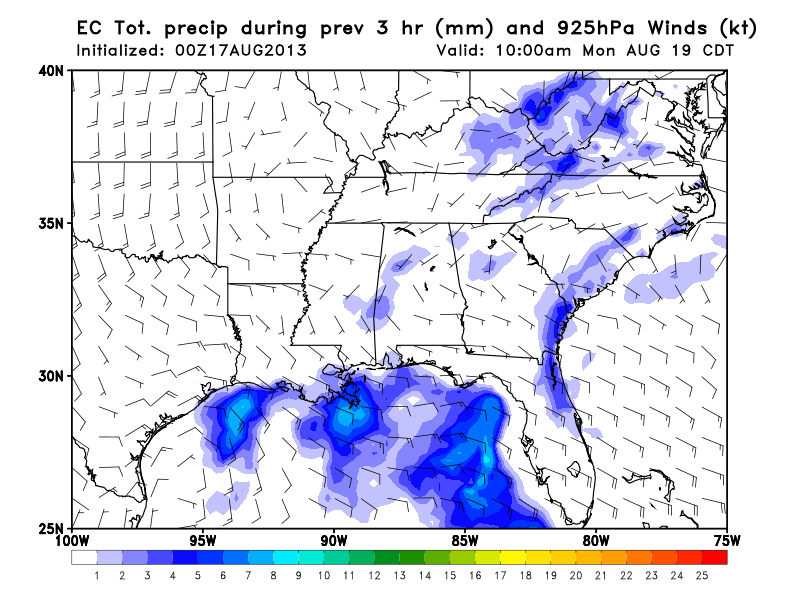 EC Tot. precip during prev 3 hr (mm) and 925hPa Winds (kt)
Initialized: 00Z17AUG2013 Valid: 10:00am Mon AUG 19 CDT
40N
35N
30N
25N
100W 95W 90W 85W 80W 75W
1 2 3 4 5 6 7 8 9 10 11 12 13 14 15 16 17 18 19 20 21 22 23 24 25